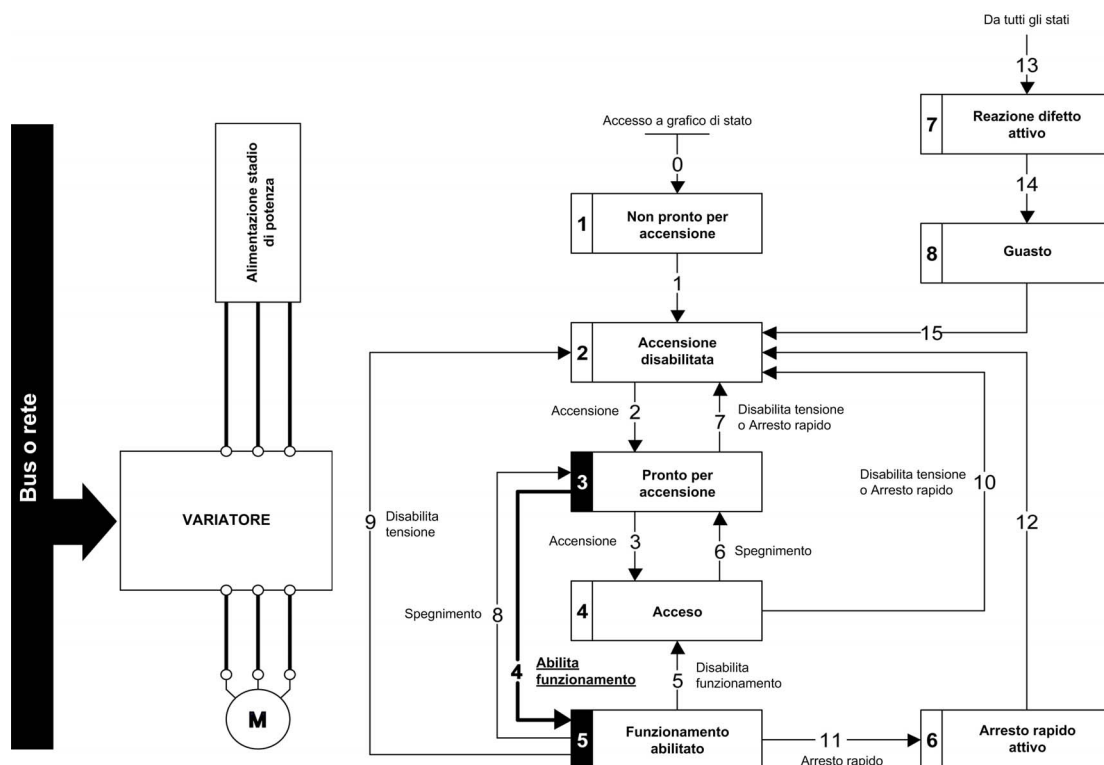 Bus o rete
Alimentazione stadio
di potenza
VARIATORE
M
Accesso a grafico di stato
0
1
Non pronto per
accensione
1
2
Accensione
disabilitata
Accensione
2
7
Disabilita tensione
o Arresto rapido
3
Pronto per
accensione
Accensione
3
6
Spegnimento
4
Acceso
9
Disabilita
tensione
Spegnimento
8
4
Abilita
funzionamento
5
Disabilita
funzionamento
5
Funzionamento
abilitato
11
Arresto rapido
6
Arresto rapido
attivo
Disabilita tensione
o Arresto rapido
10
12
Da tutti gli stati
13
7
Reazione difetto
attivo
14
8
Guasto
15